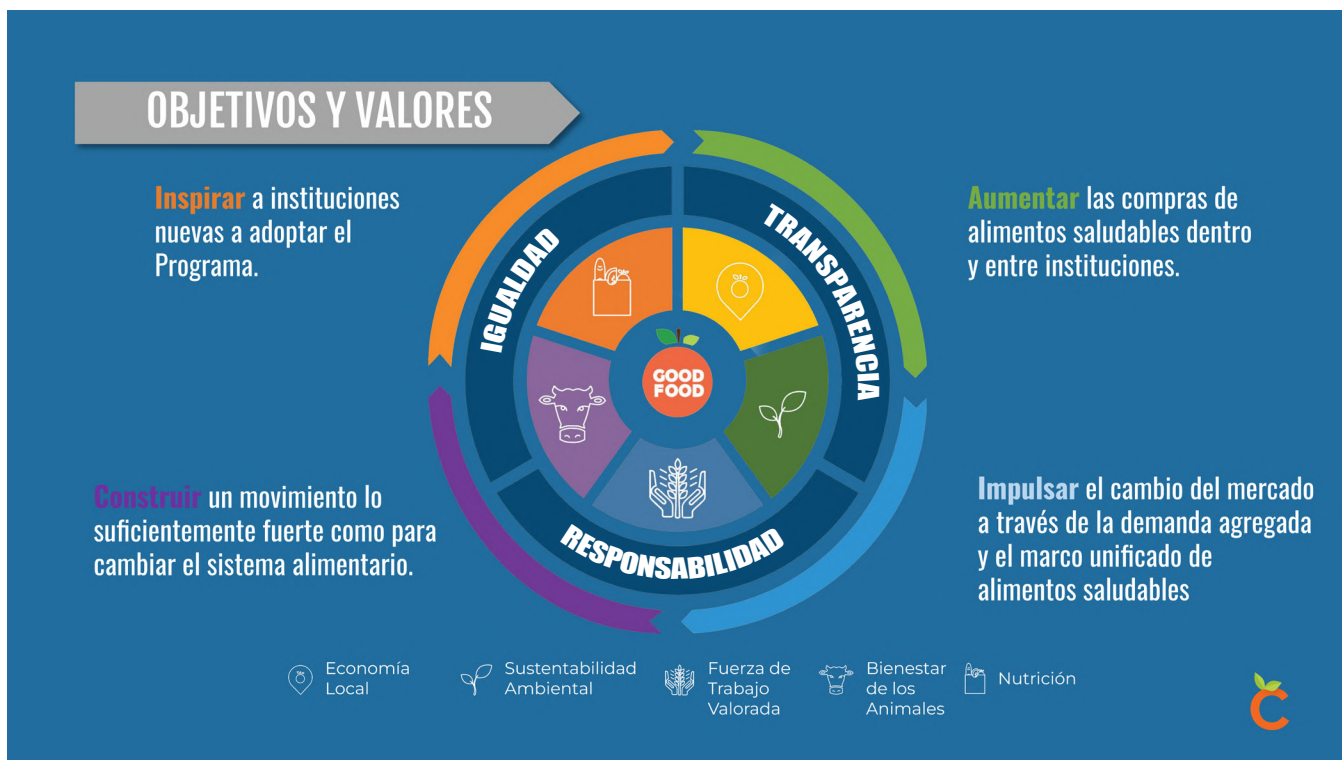 OBJETIVOS Y VALORES
Inspirar a instituciones
nuevas a adoptar el
Programa.
Aumentar las compras de
alimentos saludables dentro
y entre instituciones.
IGUALDAD
TRANSPARENCIA
GOOD
FOOD
RESPONSABILIDAD
Construir un movimiento lo
suficientemente fuerte como para
cambiar el sistema alimentario.
Impulsar el cambio del mercado
a través de la demanda agregada
y el marco unificado de
alimentos saludables
Economía
Local
Sustentabilidad
Ambiental
Fuerza de
Trabajo
Valorada
Bienestar
de los
Animales
Nutrición
C